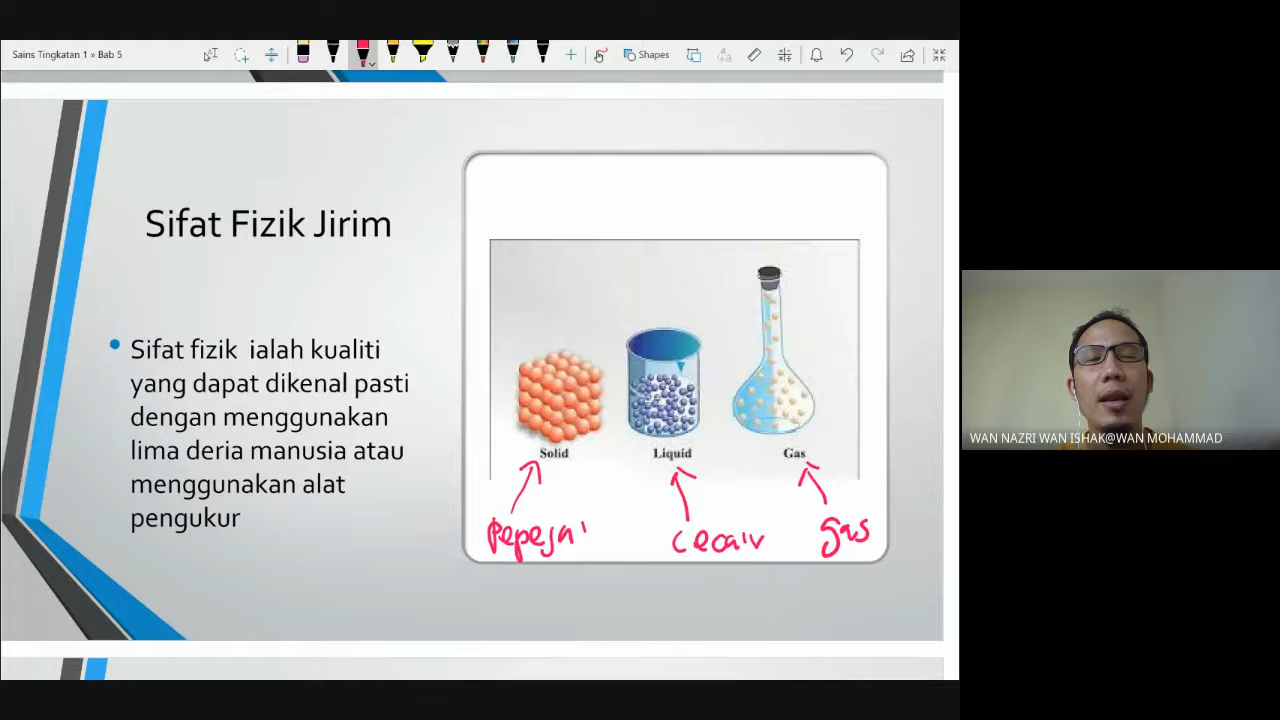 Sains Tingkatan 1 » Bab 5
Shapes
Sifat Fizik Jirim
Sifat fizik ialah kualiti
yang dapat dikenal pasti
dengan menggunakan
lima deria manusia atau
menggunakan alat
pengukur
Solid
Liquid
Gas
Pepejal
Cecair
gas
WAN NAZRI WAN ISHAK@WAN MOHAMMAD